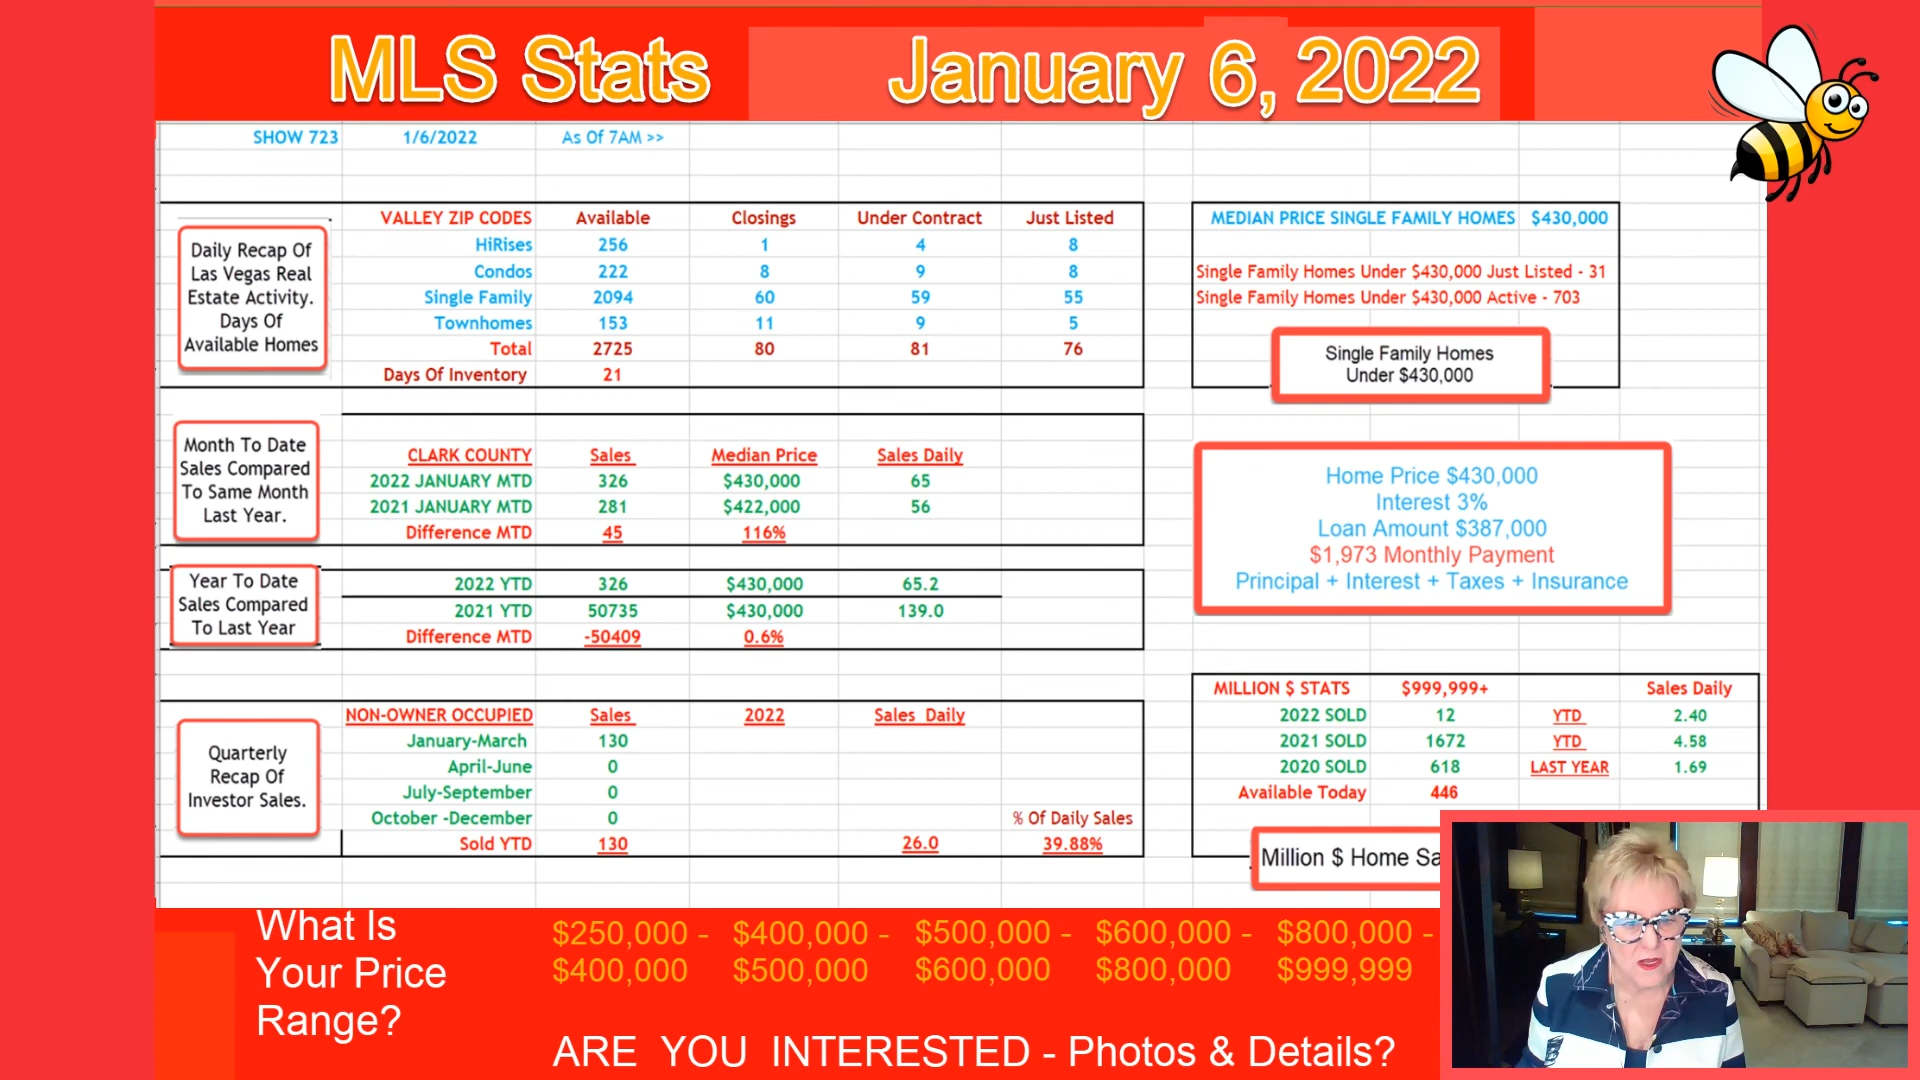 MLS Stats January 6, 2022
SHOW 723 1/6/2022 As Of 7AM >>
Daily Recap Of
Las Vegas Real
Estate Activity.
Days Of
Available Homes
VALLEY ZIP CODES Available Closings Under Contract Just Listed
HiRises 256 1 4 8
Condos 222 8 9 8
Single Family 2094 60 59 55
Townhomes 153 11 9 5
Total 2725 80 81 76
Days Of Inventory 21
MEDIAN PRICE SINGLE FAMILY HOMES $430,000
Single Family Homes Under $430,000 Just Listed - 31
Single Family Homes Under $430,000 Active - 703
Single Family Homes
Under $430,000
Month To Date
Sales Compared
To Same Month
Last Year.
CLARK COUNTY Sales Median Price Sales Daily
2022 JANUARY MTD 326 $430,000 65
2021 JANUARY MTD 281 $422,000 56
Difference MTD 45 116%
Home Price $430,000
Interest 3%
Loan Amount $387,000
$1,973 Monthly Payment
Principal + Interest + Taxes + Insurance
Year To Date
Sales Compared
To Last Year
2022 YTD 326 $430,000 65.2
2021 YTD 50735 $430,000 139.0
Difference MTD -50409 0.6%
Quarterly
Recap Of
Investor Sales.
NON-OWNER OCCUPIED Sales 2022 Sales Daily
January-March 130
April-June 0
July-September 0
October -December 0 % Of Daily Sales
Sold YTD 130 26.0 39.88%
MILLION $ STATS $999,999+ Sales Daily
2022 SOLD 12 YTD 2.40
2021 SOLD 1672 YTD 4.58
2020 SOLD 618 LAST YEAR 1.69
Available Today 446
Million $ Home Sa
What Is
Your Price
Range?
$250,000 - $400,000 - $500,000 - $600,000 - $800,000 -
$400,000 $500,000 $600,000 $800,000 $999,999
ARE YOU INTERESTED - Photos & Details?